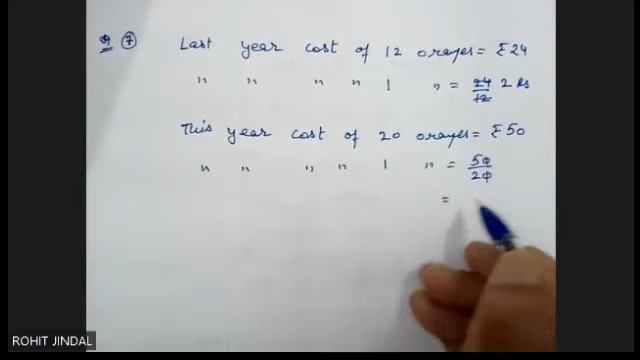 Q 7 Last year cost of 12 oranges = ₹24
" " " " 1 " = 24/12 2 Rs
This year cost of 20 oranges = ₹50
" " " " 1 " = 50/20
=
ROHIT JINDAL